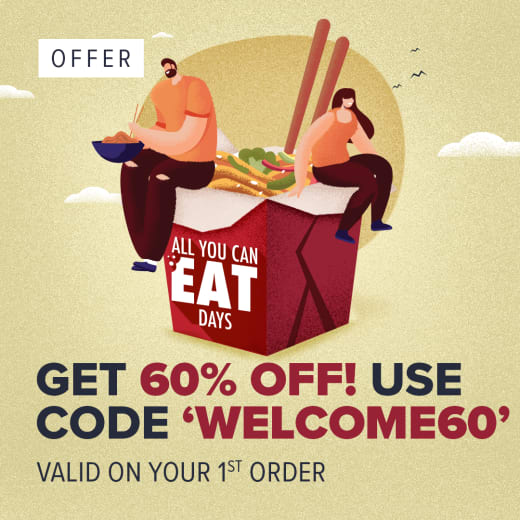 OFFER
ALL YOU CAN
EAT
DAYS
GET 60% OFF! USE
CODE ‘WELCOME60’
VALID ON YOUR 1ST ORDER